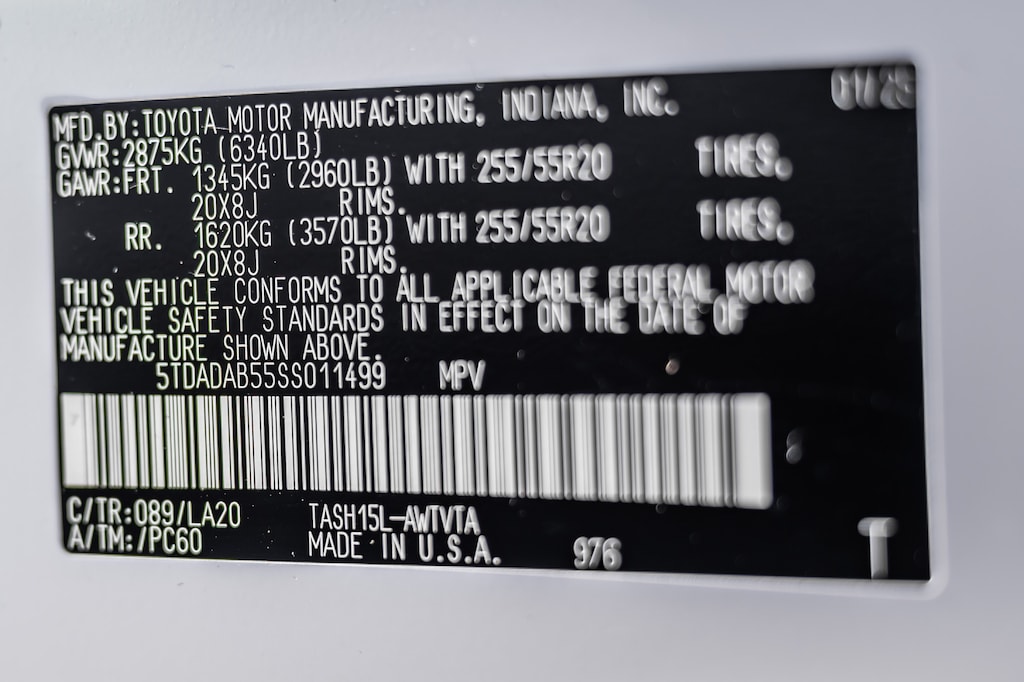 MFD.BY:TOYOTA MOTOR MANUFACTURING, INDIANA, INC. 01/25
GVWR:2875KG (6340LB)
GAWR:FRT. 1345KG (2960LB) WITH 255/55R20 TIRES.
20X8J RIMS.
RR. 1620KG (3570LB) WITH 255/55R20 TIRES.
20X8J RIMS.
THIS VEHICLE CONFORMS TO ALL APPLICABLE FEDERAL MOTOR
VEHICLE SAFETY STANDARDS IN EFFECT ON THE DATE OF
MANUFACTURE SHOWN ABOVE.
5TDADAB55SS011499 MPV
C/TR:089/LA20 TASH15L-AWTVTA
A/TM:/PC60 MADE IN U.S.A. 976 T